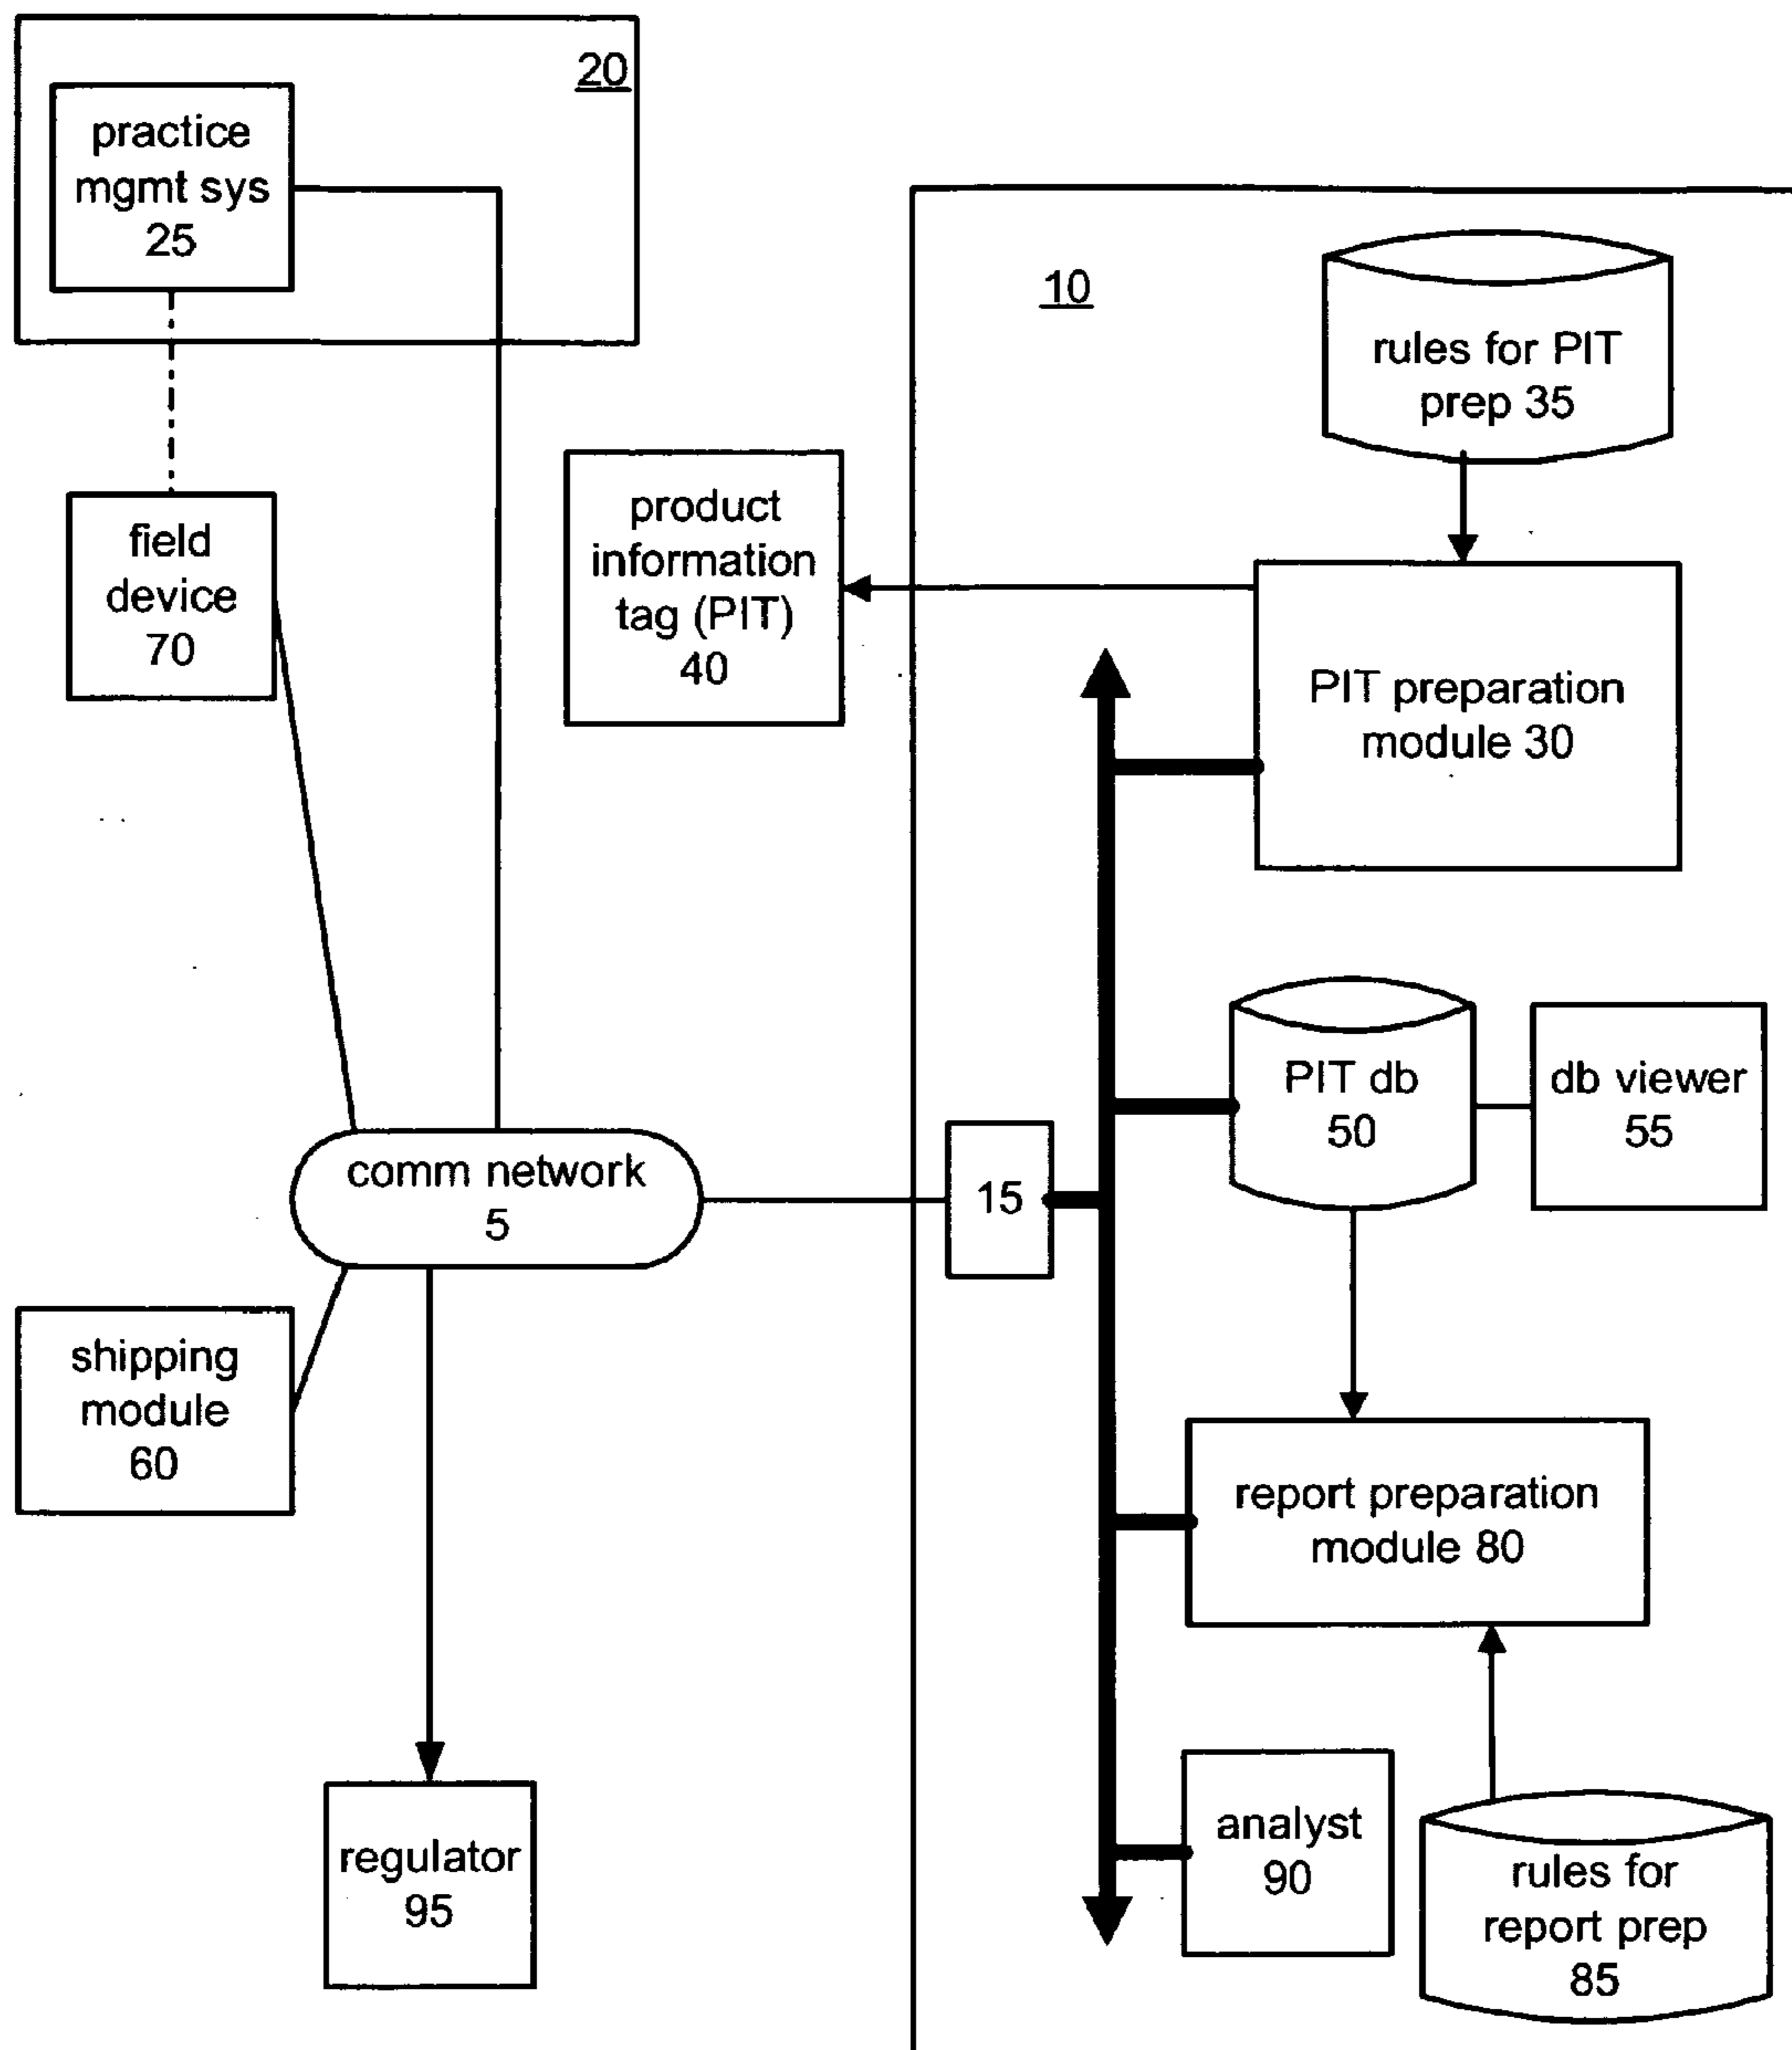 20
practice
mgmt sys
25
10
rules for PIT
prep 35
field
device
70
product
information
tag (PIT)
40
PIT preparation
module 30
PIT db
50
db viewer
55
comm network
5
15
shipping
module
60
report preparation
module 80
regulator
95
analyst
90
rules for
report prep
85